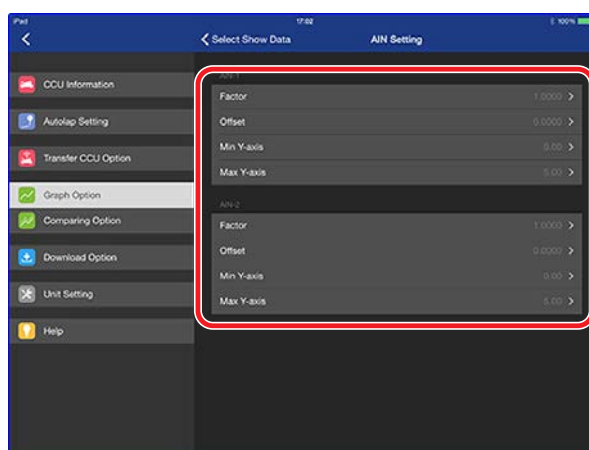 iPad 17:02 100%
Select Show Data AIN Setting
CCU Information
Autolap Setting
Transfer CCU Option
Graph Option
Comparing Option
Download Option
Unit Setting
Help
AIN-1
Factor 1.0000
Offset 0.0000
Min Y-axis 0.00
Max Y-axis 5.00
AIN-2
Factor 1.0000
Offset 0.0000
Min Y-axis 0.00
Max Y-axis 5.00